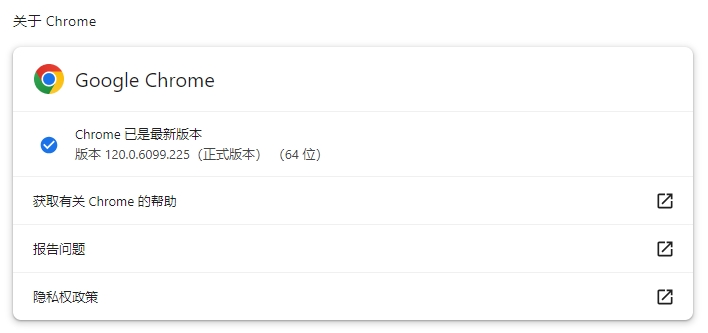 关于 Chrome
Google Chrome
Chrome 已是最新版本
版本 120.0.6099.225（正式版本） （64 位）
获取有关 Chrome 的帮助
报告问题
隐私权政策